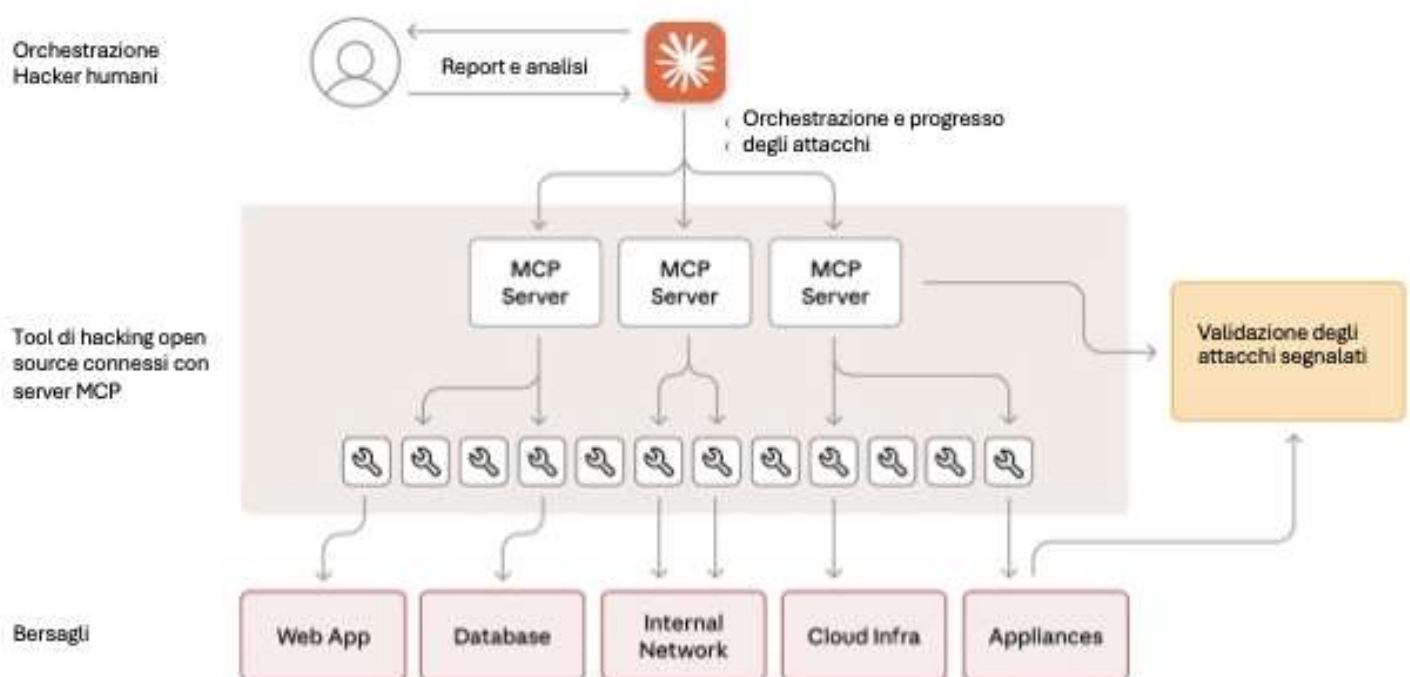 Orchestrazione
Hacker humani
Report e analisi
Orchestrazione e progresso
degli attacchi
MCP
Server
MCP
Server
MCP
Server
Tool di hacking open
source connessi con
server MCP
Validazione degli
attacchi segnalati
Bersagli
Web App
Database
Internal
Network
Cloud Infra
Appliances